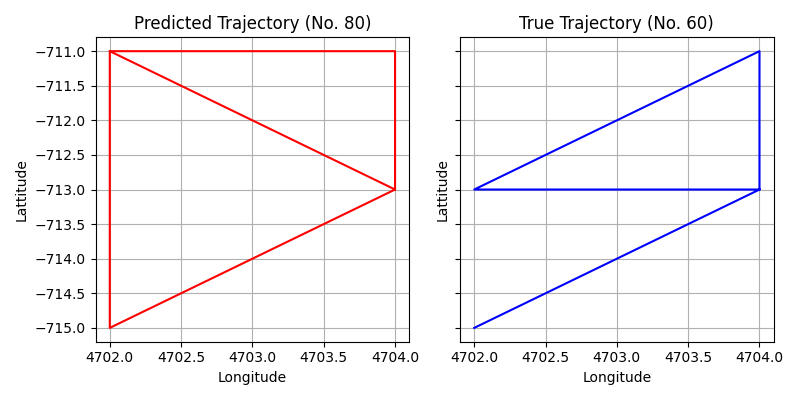 Predicted Trajectory (No. 80)
True Trajectory (No. 60)
−711.0
−711.5
−712.0
−712.5
−713.0
−713.5
−714.0
−714.5
−715.0
Lattitude
Lattitude
4702.0 4702.5 4703.0 4703.5 4704.0
4702.0 4702.5 4703.0 4703.5 4704.0
Longitude
Longitude